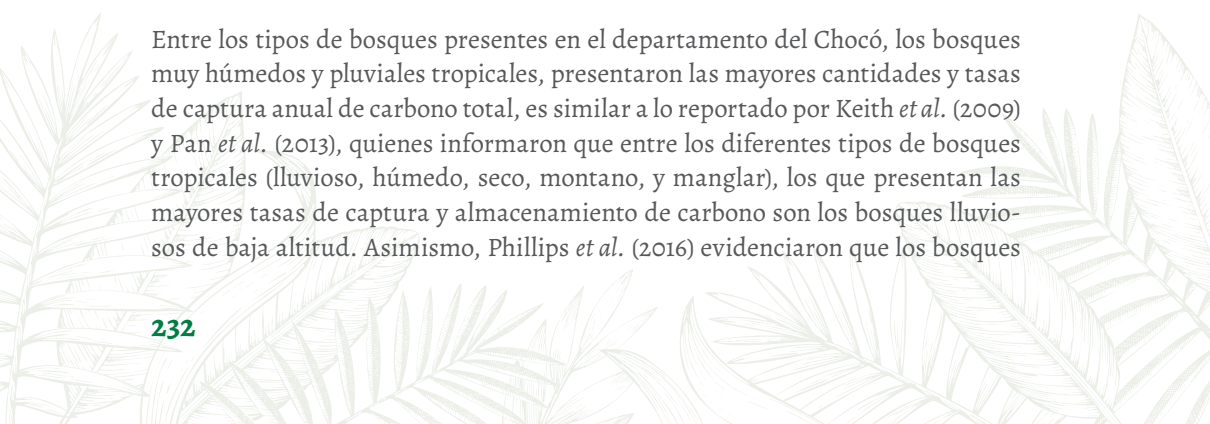 Entre los tipos de bosques presentes en el departamento del Chocó, los bosques
muy húmedos y pluviales tropicales, presentaron las mayores cantidades y tasas
de captura anual de carbono total, es similar a lo reportado por Keith et al. (2009)
y Pan et al. (2013), quienes informaron que entre los diferentes tipos de bosques
tropicales (lluvioso, húmedo, seco, montano, y manglar), los que presentan las
mayores tasas de captura y almacenamiento de carbono son los bosques lluvio-
sos de baja altitud. Asimismo, Phillips et al. (2016) evidenciaron que los bosques
232